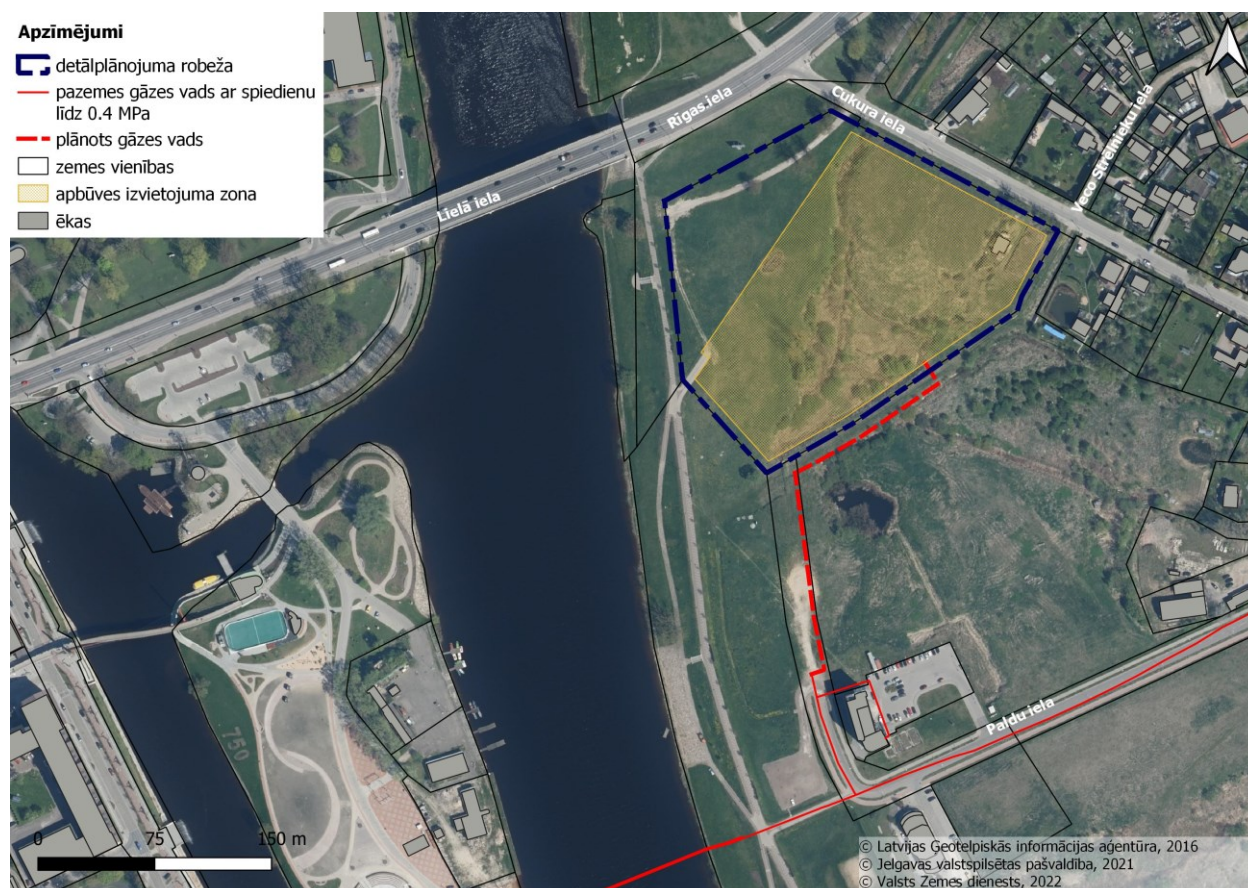 Apzīmējumi
detālplānojuma robeža
pazemes gāzes vads ar spiedienu
līdz 0.4 MPa
plānots gāzes vads
zemes vienības
apbūves izvietojuma zona
ēkas
Rīgas iela
Cukura iela
Veco Strēlnieku iela
Lielā iela
Paldu iela
750
0 75 150 m
© Latvijas Ģeotelpiskās informācijas aģentūra, 2016
© Jelgavas valstspilsētas pašvaldība, 2021
© Valsts Zemes dienests, 2022